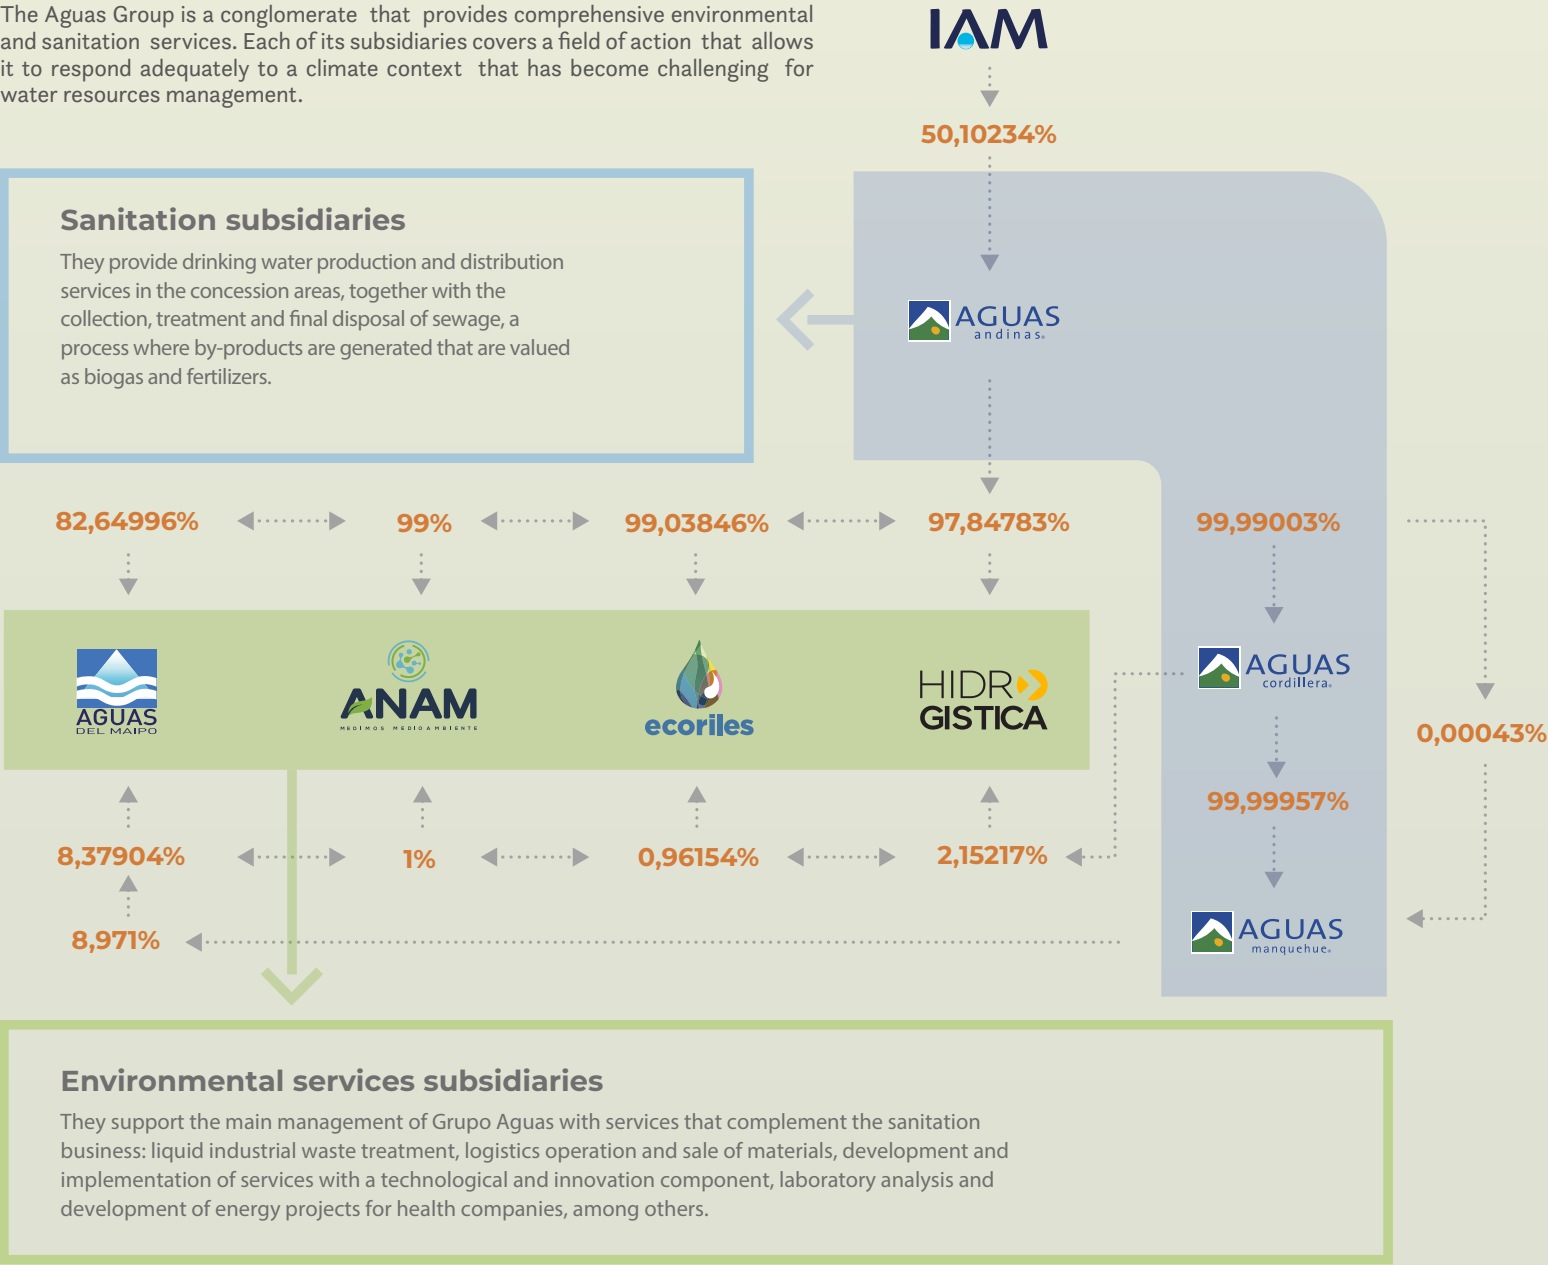 The Aguas Group is a conglomerate that provides comprehensive environmental
and sanitation services. Each of its subsidiaries covers a field of action that allows
it to respond adequately to a climate context that has become challenging for
water resources management.
IAM
50,10234%
Sanitation subsidiaries
They provide drinking water production and distribution
services in the concession areas, together with the
collection, treatment and final disposal of sewage, a
process where by-products are generated that are valued
as biogas and fertilizers.
AGUAS
andinas®
82,64996%
99%
99,03846%
97,84783%
99,99003%
AGUAS
DEL MAIPO
ANAM
MEDIMOS MEDIOAMBIENTE
ecoriles
HIDRO
GISTICA
AGUAS
cordillera®
0,00043%
99,99957%
8,37904%
1%
0,96154%
2,15217%
8,971%
AGUAS
manquehue®
Environmental services subsidiaries
They support the main management of Grupo Aguas with services that complement the sanitation
business: liquid industrial waste treatment, logistics operation and sale of materials, development and
implementation of services with a technological and innovation component, laboratory analysis and
development of energy projects for health companies, among others.